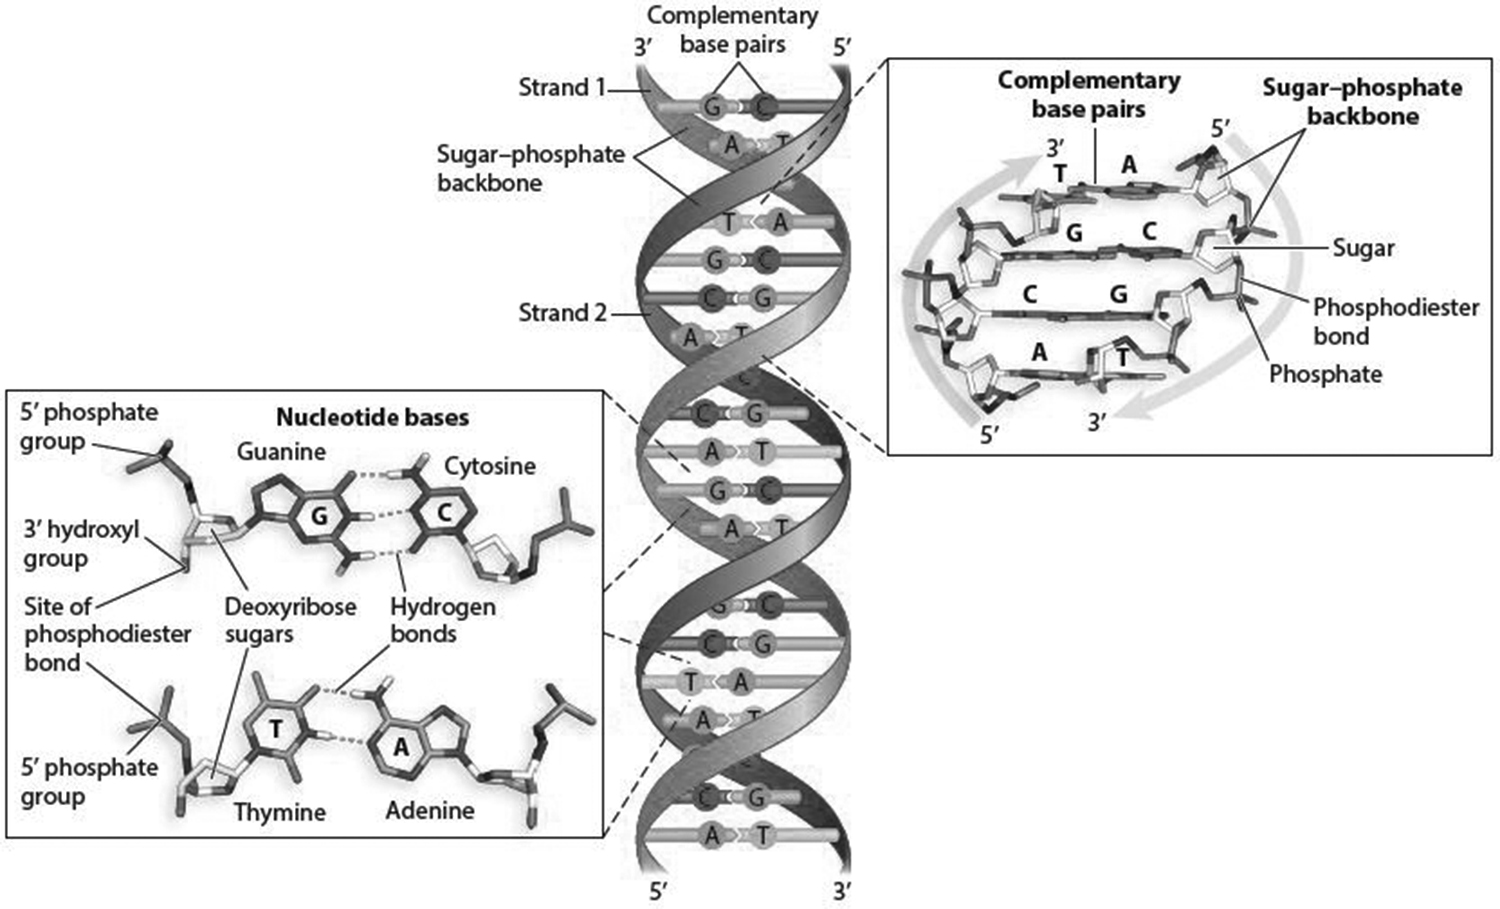 Complementary
base pairs
3′
5′
Strand 1
G C
A T
Sugar–phosphate
backbone
T A
G C
C G
Strand 2
A T
C
C G
A T
G C
A T
G C
C G
T A
A T
C
C G
A T
5′
3′
Complementary
base pairs
Sugar–phosphate
backbone
5′
3′
T A
G C
Sugar
C G
Phosphodiester
bond
A T
Phosphate
5′
3′
5′ phosphate
group
Nucleotide bases
Guanine
Cytosine
G C
3′ hydroxyl
group
Site of
phosphodiester
bond
Deoxyribose
sugars
Hydrogen
bonds
T A
5′ phosphate
group
Thymine
Adenine